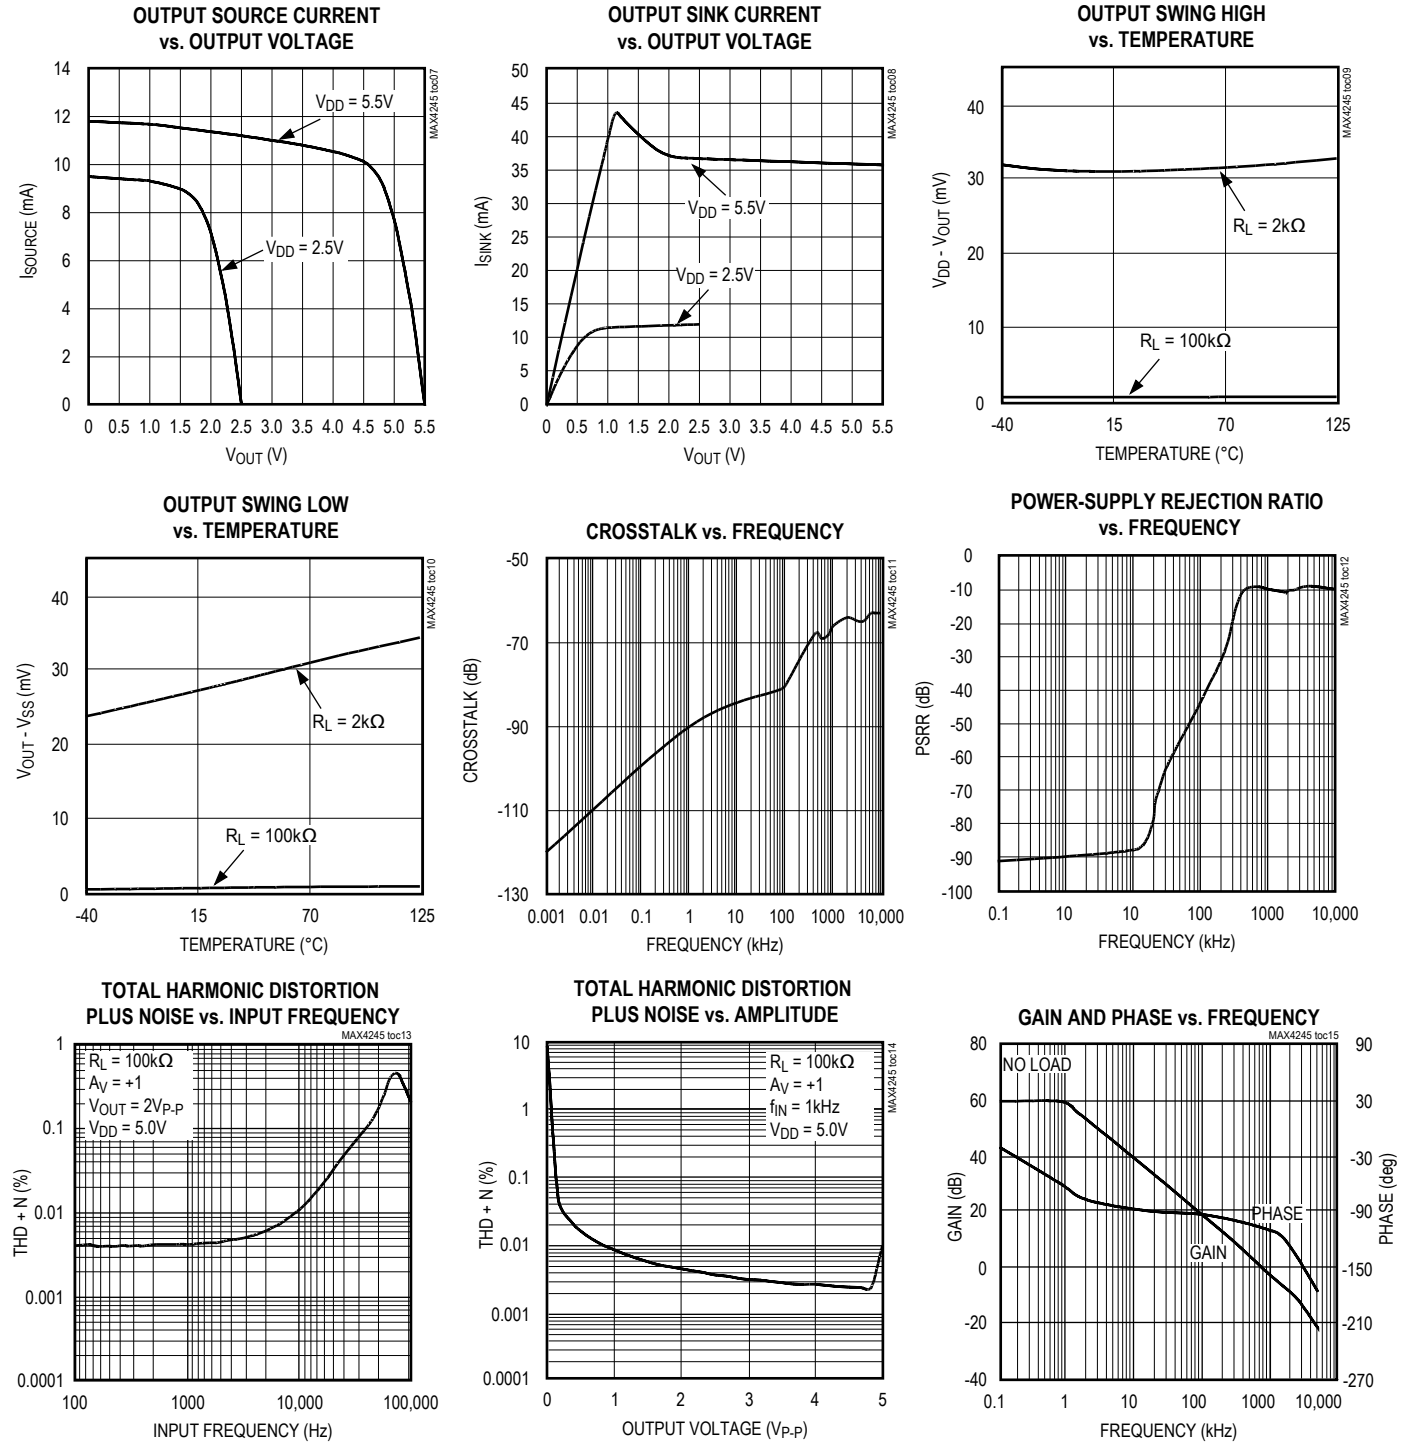 OUTPUT SOURCE CURRENT
vs. OUTPUT VOLTAGE
MAX4245 toc07
14
12
10
8
6
4
2
0
ISOURCE (mA)
VDD = 5.5V
VDD = 2.5V
0 0.5 1.0 1.5 2.0 2.5 3.0 3.5 4.0 4.5 5.0 5.5
VOUT (V)
OUTPUT SINK CURRENT
vs. OUTPUT VOLTAGE
MAX4245 toc08
50
45
40
35
30
25
20
15
10
5
0
ISINK (mA)
VDD = 5.5V
VDD = 2.5V
0 0.5 1.0 1.5 2.0 2.5 3.0 3.5 4.0 4.5 5.0 5.5
VOUT (V)
OUTPUT SWING HIGH
vs. TEMPERATURE
MAX4245 toc09
40
30
20
10
0
VDD - VOUT (mV)
RL = 2kΩ
RL = 100kΩ
-40 15 70 125
TEMPERATURE (°C)
OUTPUT SWING LOW
vs. TEMPERATURE
MAX4245 toc10
40
30
20
10
0
VOUT - VSS (mV)
RL = 2kΩ
RL = 100kΩ
-40 15 70 125
TEMPERATURE (°C)
CROSSTALK vs. FREQUENCY
MAX4245 toc11
-50
-70
-90
-110
-130
CROSSTALK (dB)
0.001 0.01 0.1 1 10 100 1000 10,000
FREQUENCY (kHz)
POWER-SUPPLY REJECTION RATIO
vs. FREQUENCY
MAX4245 toc12
0
-10
-20
-30
-40
-50
-60
-70
-80
-90
-100
PSRR (dB)
0.1 10 10 100 1000 10,000
FREQUENCY (kHz)
TOTAL HARMONIC DISTORTION
PLUS NOISE vs. INPUT FREQUENCY
MAX4245 toc13
1
0.1
0.01
0.001
0.0001
THD + N (%)
RL = 100kΩ
AV = +1
VOUT = 2VP-P
VDD = 5.0V
100 1000 10,000 100,000
INPUT FREQUENCY (Hz)
TOTAL HARMONIC DISTORTION
PLUS NOISE vs. AMPLITUDE
MAX4245 toc14
10
1
0.1
0.01
0.001
0.0001
THD + N (%)
RL = 100kΩ
AV = +1
fIN = 1kHz
VDD = 5.0V
0 1 2 3 4 5
OUTPUT VOLTAGE (VP-P)
GAIN AND PHASE vs. FREQUENCY
MAX4245 toc15
80
60
40
20
0
-20
-40
GAIN (dB)
NO LOAD
PHASE
GAIN
90
30
-30
-90
-150
-210
-270
PHASE (deg)
0.1 1 10 100 1000 10,000
FREQUENCY (kHz)